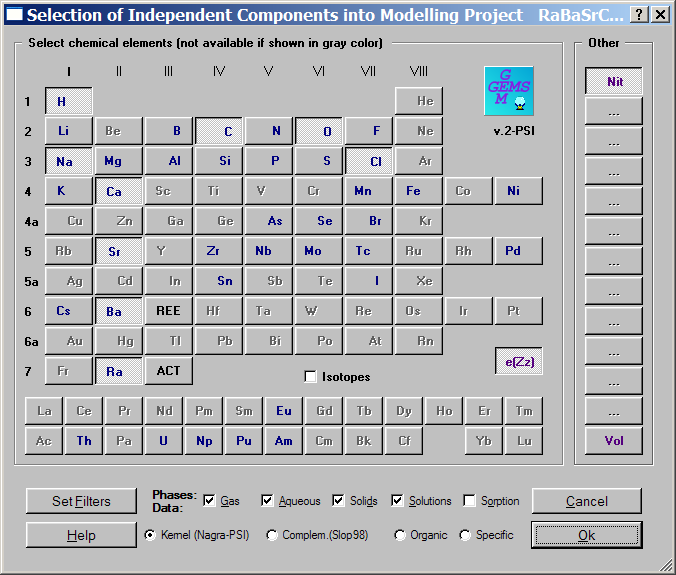 Selection of Independent Components into Modelling Project RaBaSrC...
Select chemical elements (not available if shown in gray color)
Other
I II III IV V VI VII VIII
G
GEMS
M
v.2-PSI
Nit
1 H He
...
2 Li Be B C N O F Ne
...
3 Na Mg Al Si P S Cl Ar
...
4 K Ca Sc Ti V Cr Mn Fe Co Ni
...
4a Cu Zn Ga Ge As Se Br Kr
...
5 Rb Sr Y Zr Nb Mo Tc Ru Rh Pd
...
5a Ag Cd In Sn Sb Te I Xe
...
6 Cs Ba REE Hf Ta W Re Os Ir Pt
...
6a Au Hg Tl Pb Bi Po At Rn
...
7 Fr Ra ACT
e(Zz)
...
Isotopes
La Ce Pr Nd Pm Sm Eu Gd Tb Dy Ho Er Tm
...
Ac Th Pa U Np Pu Am Cm Bk Cf Yb Lu
Vol
Set Filters
Phases:
Data:
Gas Aqueous Solids Solutions Sorption
Cancel
Help
Kernel (Nagra-PSI) Complem.(Slop98) Organic Specific
Ok